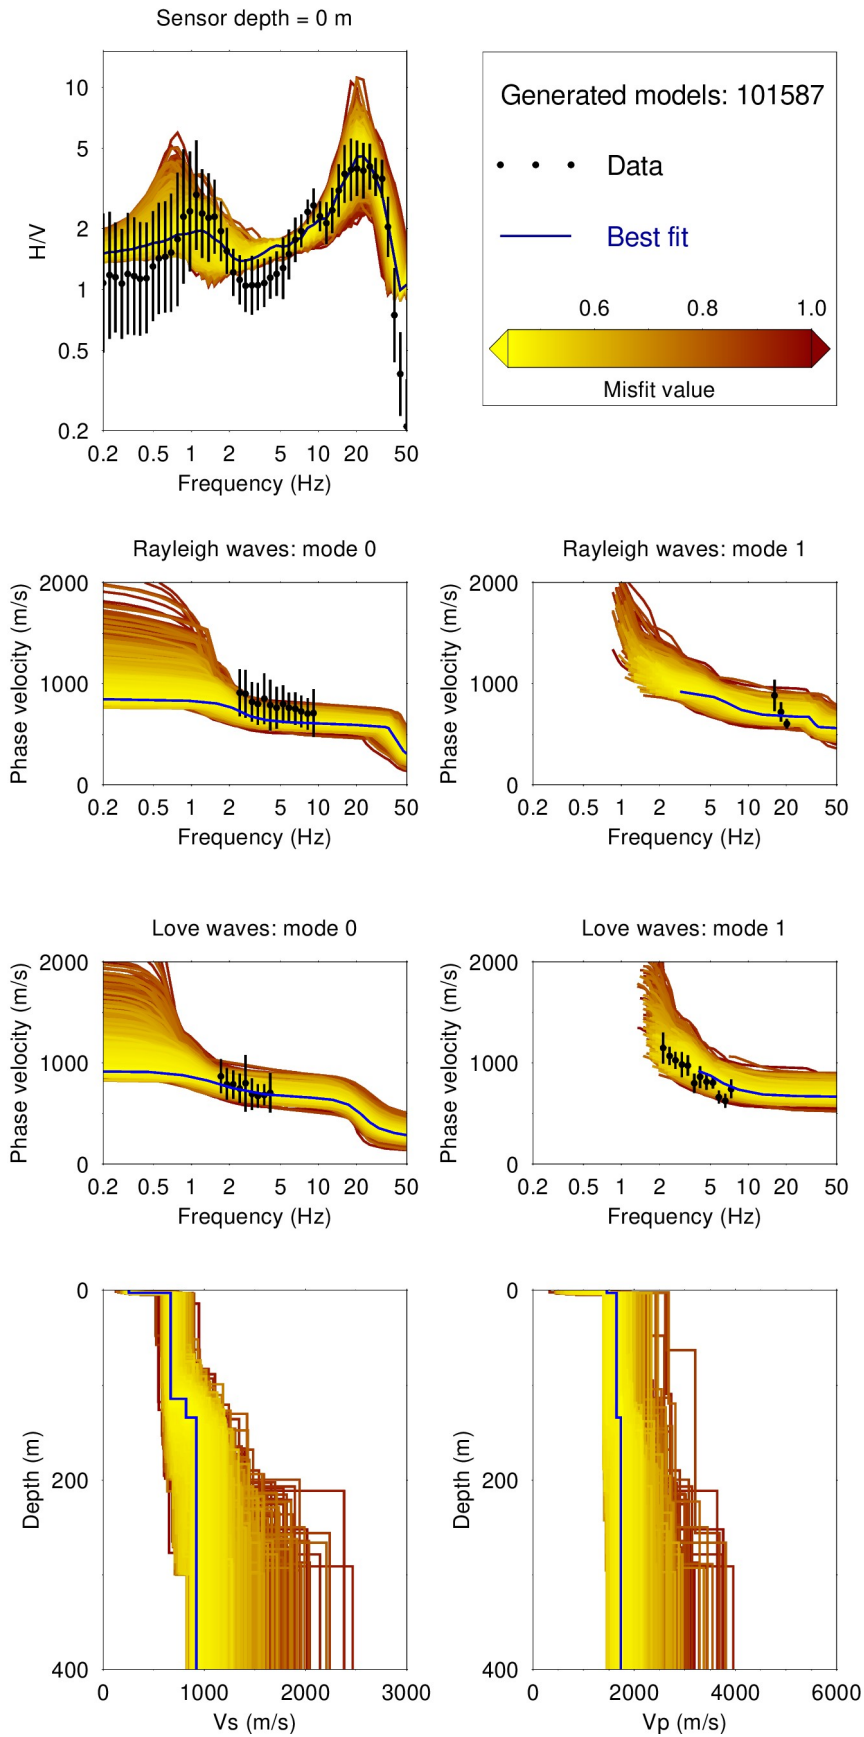 Sensor depth = 0 m
10
5
2
1
0.5
0.2
H/V
0.2 0.5 1 2 5 10 20 50
Frequency (Hz)
Generated models: 101587
Data
Best fit
0.6 0.8 1.0
Misfit value
Rayleigh waves: mode 0
2000
1000
0
Phase velocity (m/s)
0.2 0.5 1 2 5 10 20 50
Frequency (Hz)
Rayleigh waves: mode 1
2000
1000
0
Phase velocity (m/s)
0.2 0.5 1 2 5 10 20 50
Frequency (Hz)
Love waves: mode 0
2000
1000
0
Phase velocity (m/s)
0.2 0.5 1 2 5 10 20 50
Frequency (Hz)
Love waves: mode 1
2000
1000
0
Phase velocity (m/s)
0.2 0.5 1 2 5 10 20 50
Frequency (Hz)
0
200
400
Depth (m)
0 1000 2000 3000
Vs (m/s)
0
200
400
Depth (m)
0 2000 4000 6000
Vp (m/s)